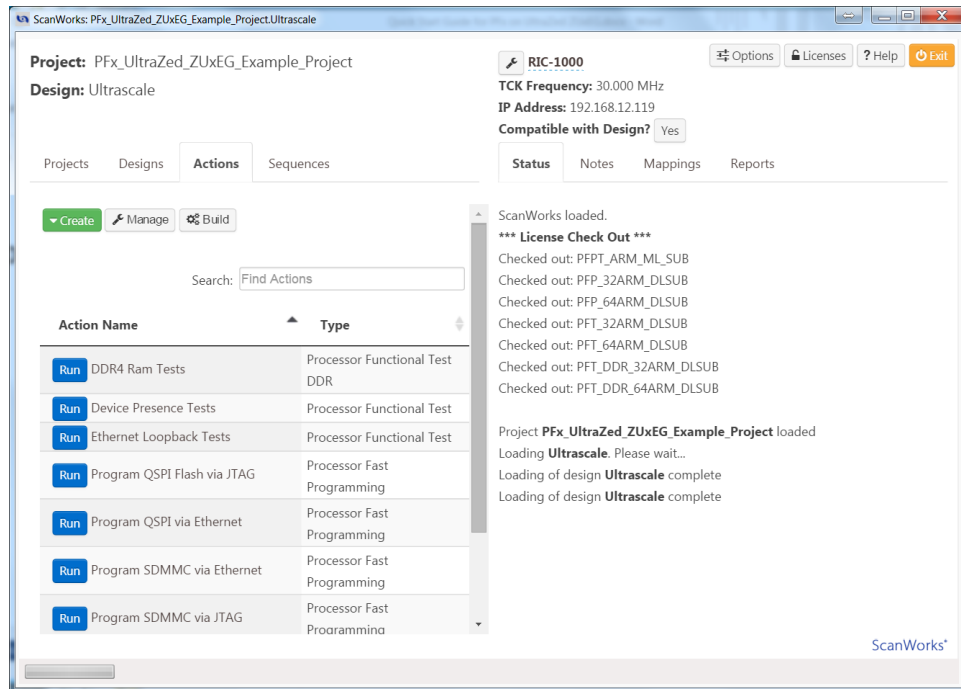 ScanWorks: PFx_UltraZed_ZUxEG_Example_Project.Ultrascale
Project: PFx_UltraZed_ZUxEG_Example_Project
Design: Ultrascale
RIC-1000
Options
Licenses
? Help
Exit
TCK Frequency: 30.000 MHz
IP Address: 192.168.12.119
Compatible with Design? Yes
Projects
Designs
Actions
Sequences
Status
Notes
Mappings
Reports
Create
Manage
Build
Search: Find Actions
Action Name
Type
Run DDR4 Ram Tests
Processor Functional Test
DDR
Run Device Presence Tests
Processor Functional Test
Run Ethernet Loopback Tests
Processor Functional Test
Run Program QSPI Flash via JTAG
Processor Fast
Programming
Run Program QSPI via Ethernet
Processor Fast
Programming
Run Program SDMMC via Ethernet
Processor Fast
Programming
Run Program SDMMC via JTAG
Processor Fast
Programming
ScanWorks loaded.
*** License Check Out ***
Checked out: PFPT_ARM_ML_SUB
Checked out: PFP_32ARM_DLSUB
Checked out: PFP_64ARM_DLSUB
Checked out: PFT_32ARM_DLSUB
Checked out: PFT_64ARM_DLSUB
Checked out: PFT_DDR_32ARM_DLSUB
Checked out: PFT_DDR_64ARM_DLSUB
Project PFx_UltraZed_ZUxEG_Example_Project loaded
Loading Ultrascale. Please wait...
Loading of design Ultrascale complete
Loading of design Ultrascale complete
ScanWorks*